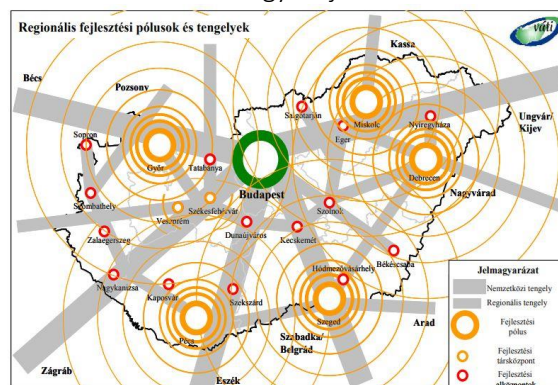 Regionális fejlesztési pólusok és tengelyek
váti
Kassa
Bécs
Pozsony
Ungvár/
Kijev
Salgótarján
Miskolc
Nyíregyháza
Eger
Sopron
Győr
Tatabánya
Debrecen
Budapest
Nagyvárad
Szombathely
Veszprém
Székesfehérvár
Szolnok
Zalaegerszeg
Dunaújváros
Kecskemét
Békéscsaba
Nagykanizsa
Kaposvár
Szekszárd
Hódmezővásárhely
Szeged
Pécs
Arad
Szabadka/
Belgrád
Zágráb
Eszék
Jelmagyarázat
Nemzetközi tengely
Regionális tengely
Fejlesztési
pólus
Fejlesztési
társközpont
Fejlesztési
alközpontok